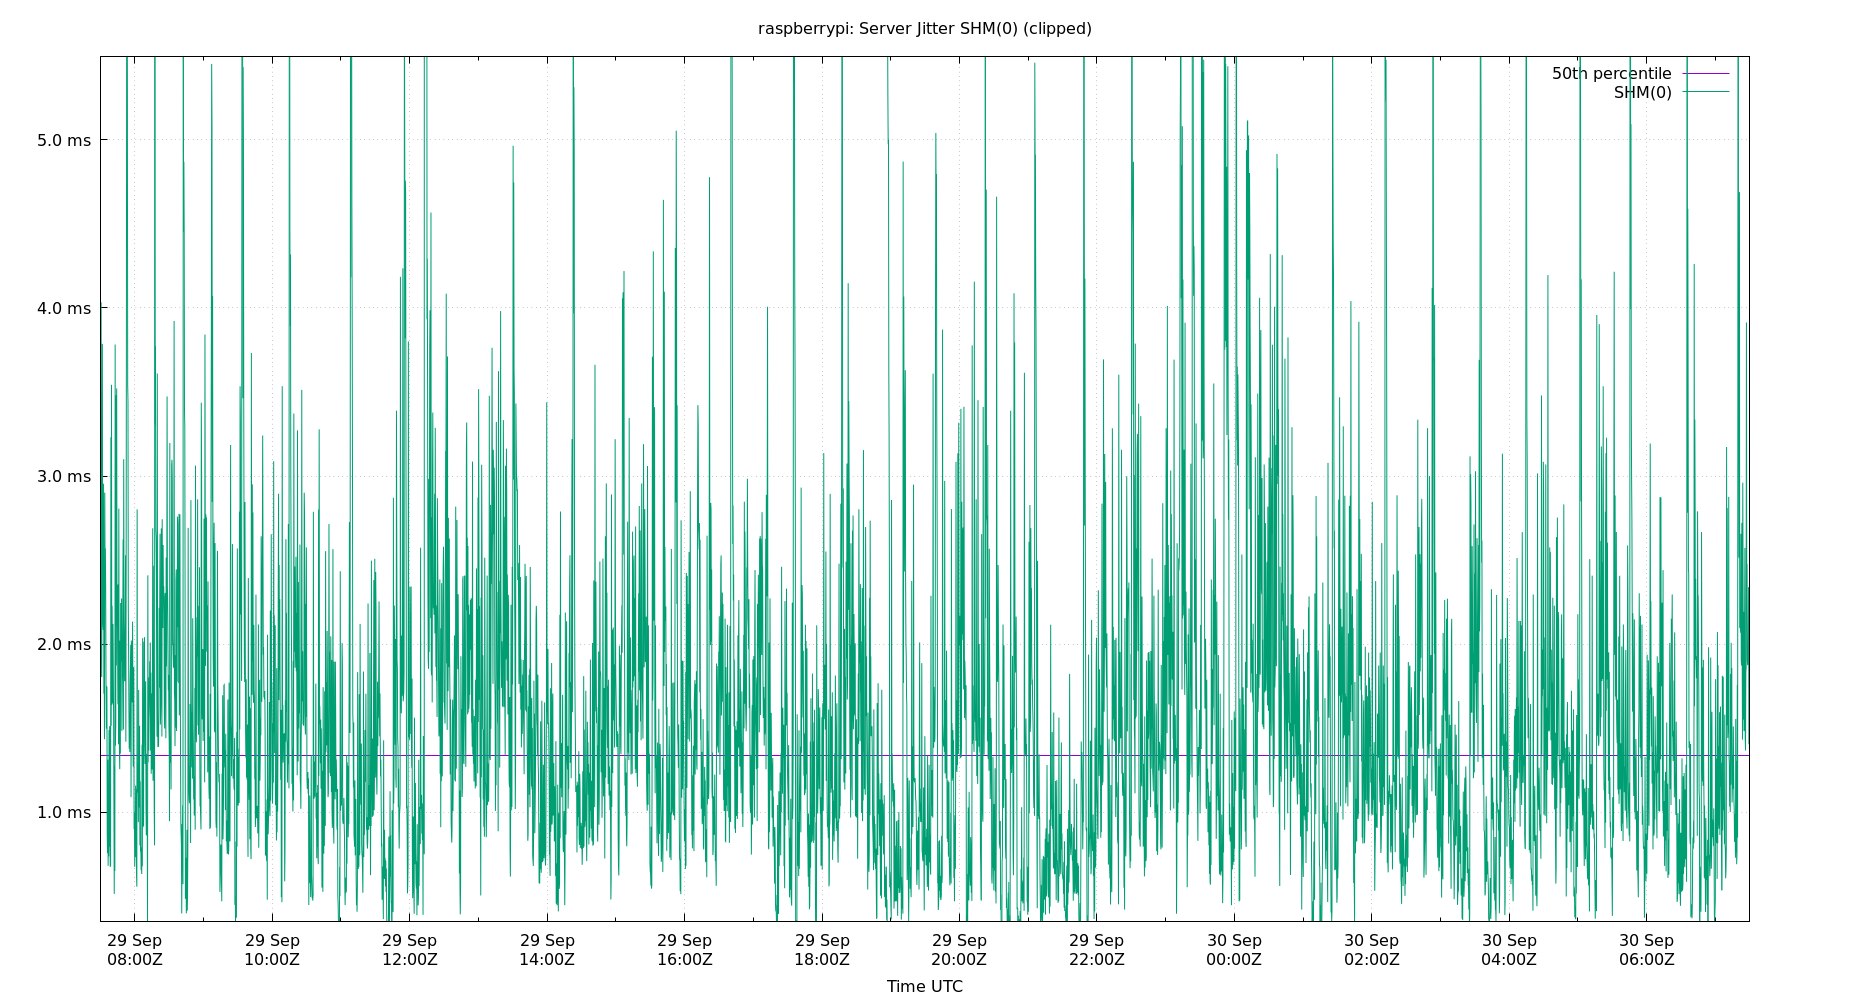 raspberrypi: Server Jitter SHM(0) (clipped)
50th percentile
SHM(0)
5.0 ms
4.0 ms
3.0 ms
2.0 ms
1.0 ms
29 Sep 29 Sep 29 Sep 29 Sep 29 Sep 29 Sep 29 Sep 29 Sep 30 Sep 30 Sep 30 Sep 30 Sep
08:00Z 10:00Z 12:00Z 14:00Z 16:00Z 18:00Z 20:00Z 22:00Z 00:00Z 02:00Z 04:00Z 06:00Z
Time UTC